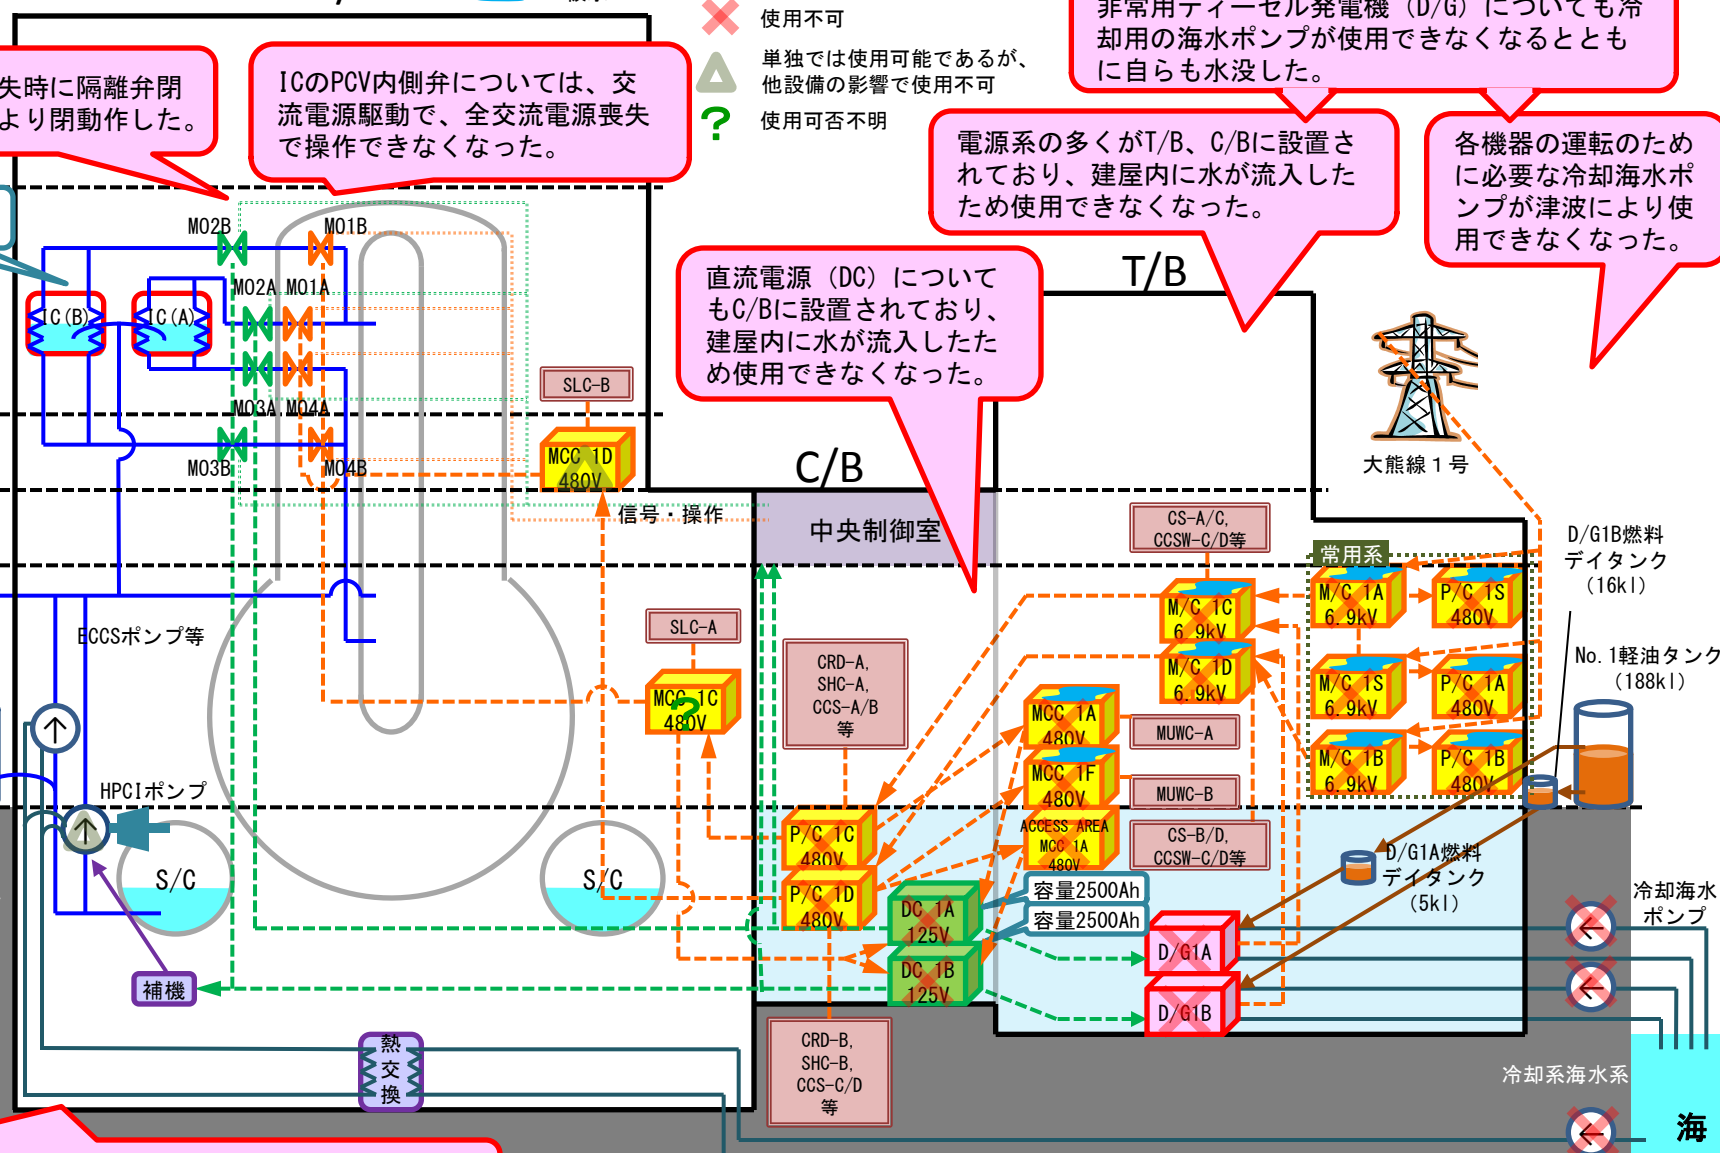 使用不可
単独では使用可能であるが、
他設備の影響で使用不可
使用可否不明
非常用ディーゼル発電機（D/G）についても冷
却用の海水ポンプが使用できなくなるととも
に自らも水没した。
失時に隔離弁閉
より閉動作した。
ICのPCV内側弁については、交
流電源駆動で、全交流電源喪失
で操作できなくなった。
電源系の多くがT/B、C/Bに設置さ
れており、建屋内に水が流入した
ため使用できなくなった。
各機器の運転のため
に必要な冷却海水ポ
ンプが津波により使
用できなくなった。
直流電源（DC）について
もC/Bに設置されており、
建屋内に水が流入したた
め使用できなくなった。
T/B
C/B
中央制御室
信号・操作
MO2B
MO1B
MO2A
MO1A
IC(B)
IC(A)
MO3A
MO4A
MO3B
MO4B
SLC-B
MCC 1D
480V
SLC-A
MCC 1C
480V
大熊線１号
CS-A/C,
CCSW-C/D等
常用系
M/C 1C
6.9kV
M/C 1D
6.9kV
M/C 1A
6.9kV
P/C 1S
480V
M/C 1S
6.9kV
P/C 1A
480V
M/C 1B
6.9kV
P/C 1B
480V
D/G1B燃料
デイタンク
(16kl)
No.1軽油タンク
(188kl)
CRD-A,
SHC-A,
CCS-A/B
等
MCC 1A
480V
MUWC-A
MCC 1F
480V
MUWC-B
ACCESS AREA
MCC 1A
480V
CS-B/D,
CCSW-C/D等
P/C 1C
480V
P/C 1D
480V
DC 1A
125V
DC 1B
125V
容量2500Ah
容量2500Ah
D/G1A
D/G1B
D/G1A燃料
デイタンク
(5kl)
冷却海水
ポンプ
ECCSポンプ等
HPCIポンプ
S/C
S/C
補機
熱
交
換
CRD-B,
SHC-B,
CCS-C/D
等
冷却系海水系
海